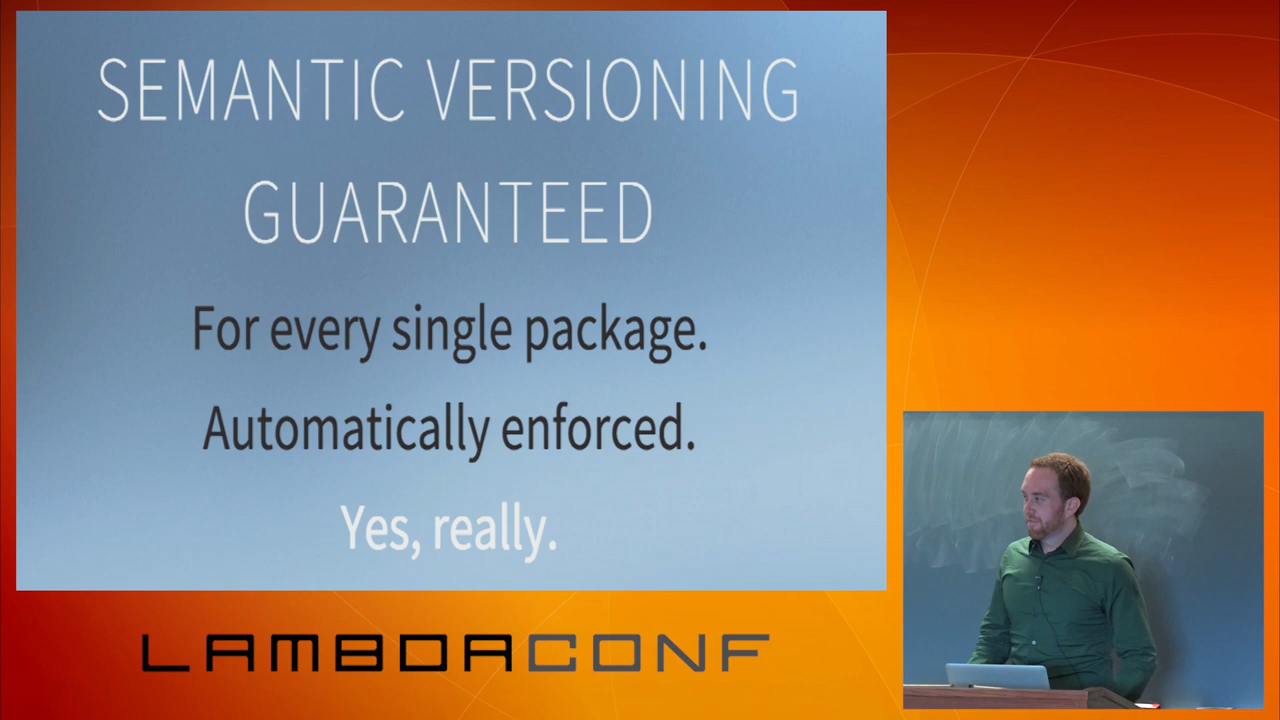 SEMANTIC VERSIONING
GUARANTEED
For every single package.
Automatically enforced.
Yes, really.
LAMBDACONF